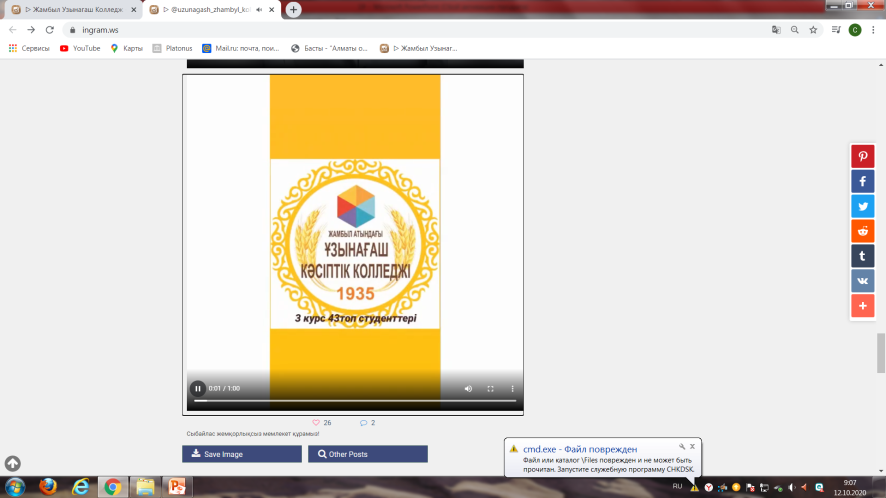 ▷ Жамбыл Узынағаш Колледж
▷ @uzunagash_zhambyl_ko
ingram.ws
Сервисы
YouTube
Карты
Platonus
Mail.ru: почта, пои...
Басты - "Алматы о...
▷ Жамбыл Узынағ...
ЖАМБЫЛ АТЫНДАҒЫ
ҰЗЫНАҒАШ
КӘСІПТІК КОЛЛЕДЖІ
1935
3 курс 43топ студенттері
0:01 / 1:00
26
2
Сыбайлас жемқорлықсыз мемлекет құрамыз!
Save Image
Other Posts
cmd.exe - Файл поврежден
Файл или каталог \Files поврежден и не может быть
прочитан. Запустите служебную программу CHKDSK.
RU
9:07
12.10.2020